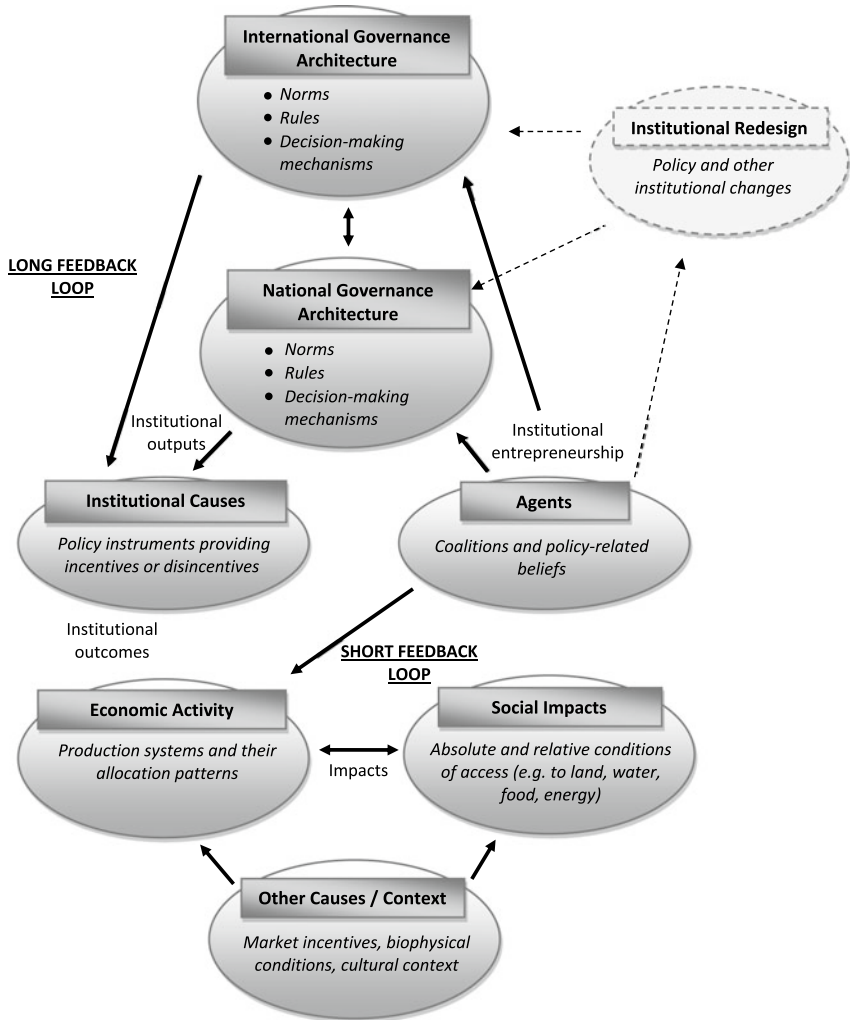 International Governance
Architecture
● Norms
● Rules
● Decision-making
mechanisms
Institutional Redesign
Policy and other
institutional changes
LONG FEEDBACK
LOOP
National Governance
Architecture
● Norms
● Rules
● Decision-making
mechanisms
Institutional
outputs
Institutional
entrepreneurship
Institutional Causes
Policy instruments providing
incentives or disincentives
Agents
Coalitions and policy-related
beliefs
Institutional
outcomes
SHORT FEEDBACK
LOOP
Economic Activity
Production systems and their
allocation patterns
Impacts
Social Impacts
Absolute and relative conditions
of access (e.g. to land, water,
food, energy)
Other Causes / Context
Market incentives, biophysical
conditions, cultural context